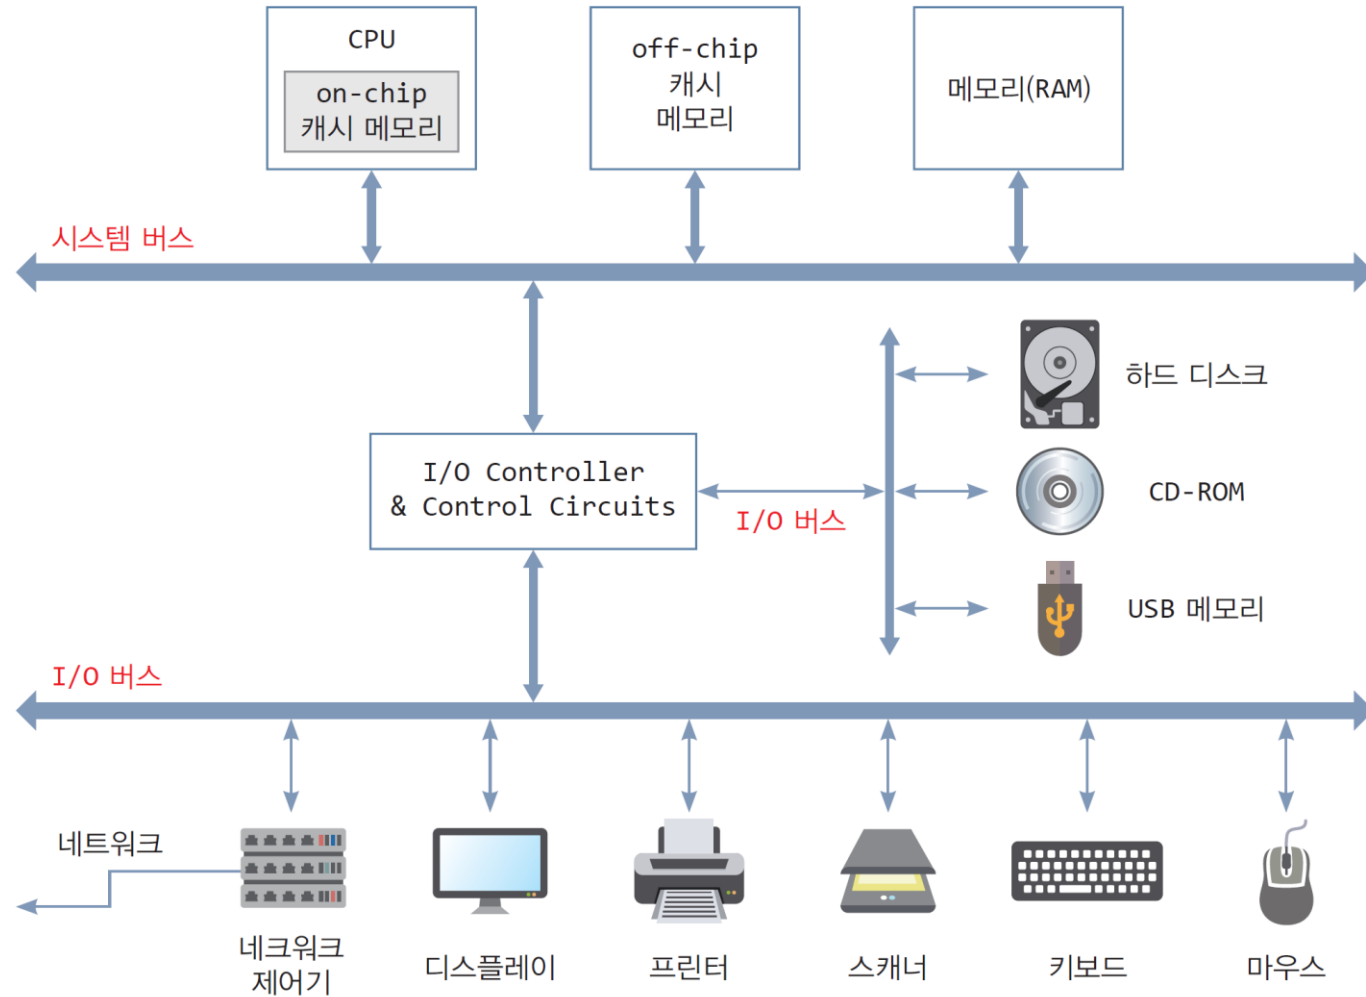 CPU
on-chip
캐시 메모리
off-chip
캐시
메모리
메모리(RAM)
시스템 버스
하드 디스크
I/O Controller
& Control Circuits
I/O 버스
CD-ROM
USB 메모리
I/O 버스
네트워크
네크워크
제어기
디스플레이
프린터
스캐너
키보드
마우스